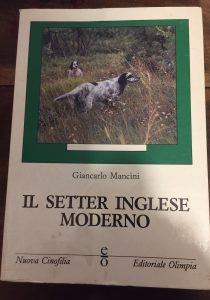 Giancarlo Mancini
IL SETTER INGLESE
MODERNO
Nuova Cinofilia
eo
Editoriale Olimpia